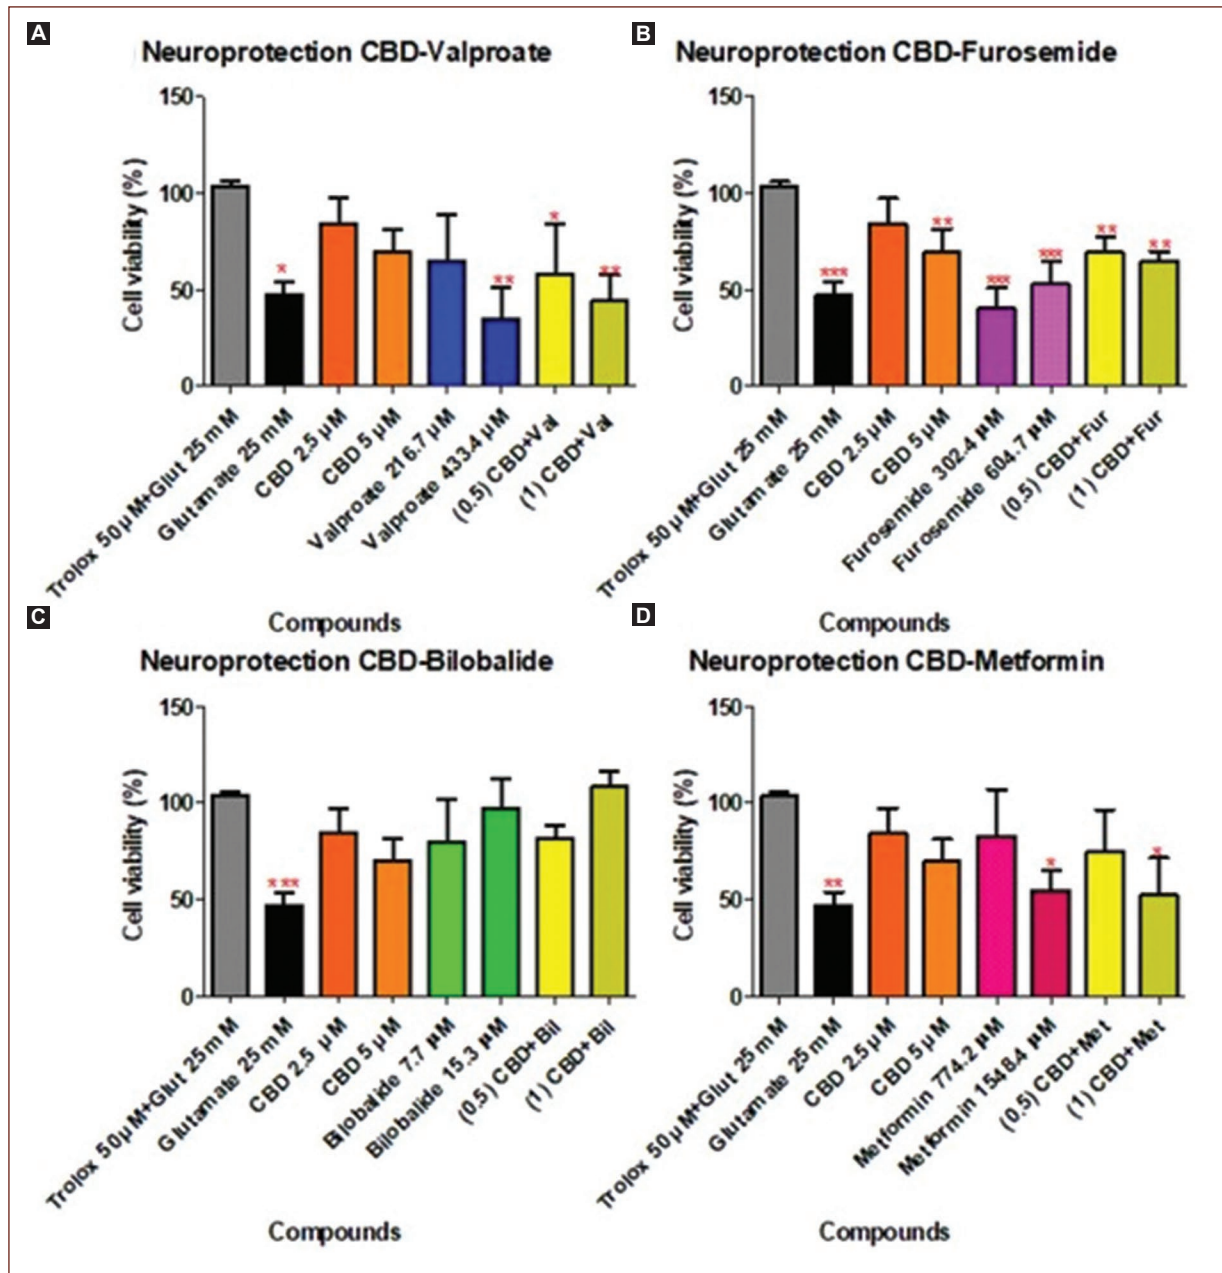 A
Neuroprotection CBD-Valproate
Cell viability (%)
150
100
50
0
*
**
*
**
Trolox 50 µM+Glut 25 mM
Glutamate 25 mM
CBD 2.5 µM
CBD 5 µM
Valproate 216.7 µM
Valproate 433.4 µM
(0.5) CBD+Val
(1) CBD+Val
Compounds
B
Neuroprotection CBD-Furosemide
Cell viability (%)
150
100
50
0
***
**
***
***
**
**
Trolox 50 µM+Glut 25 mM
Glutamate 25 mM
CBD 2.5 µM
CBD 5 µM
Furosemide 302.4 µM
Furosemide 604.7 µM
(0.5) CBD+Fur
(1) CBD+Fur
Compounds
C
Neuroprotection CBD-Bilobalide
Cell viability (%)
150
100
50
0
***
Trolox 50 µM+Glut 25 mM
Glutamate 25 mM
CBD 2.5 µM
CBD 5 µM
Bilobalide 7.7 µM
Bilobalide 15.3 µM
(0.5) CBD+Bil
(1) CBD+Bil
Compounds
D
Neuroprotection CBD-Metformin
Cell viability (%)
150
100
50
0
**
*
*
Trolox 50 µM+Glut 25 mM
Glutamate 25 mM
CBD 2.5 µM
CBD 5 µM
Metformin 774.2 µM
Metformin 1548.4 µM
(0.5) CBD+Met
(1) CBD+Met
Compounds